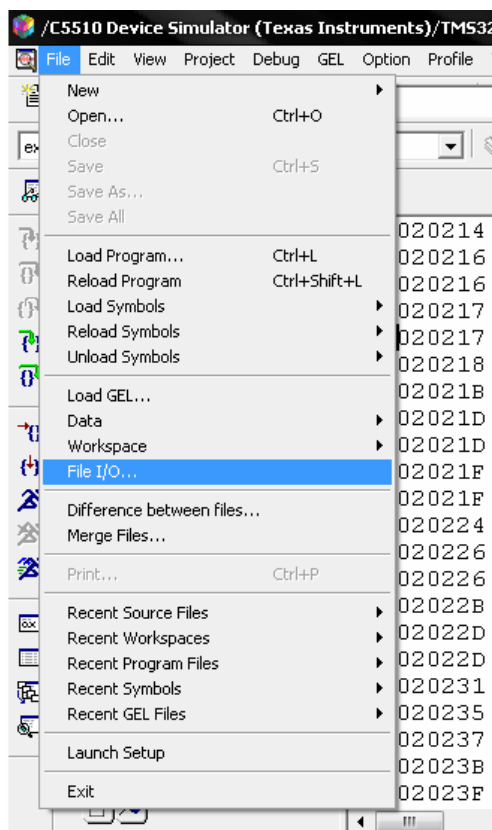 /C5510 Device Simulator (Texas Instruments)/TMS32
File Edit View Project Debug GEL Option Profile
New
Open... Ctrl+O
Close
Save Ctrl+S
Save As...
Save All
Load Program... Ctrl+L
Reload Program Ctrl+Shift+L
Load Symbols
Reload Symbols
Unload Symbols
Load GEL...
Data
Workspace
File I/O...
Difference between files...
Merge Files...
Print... Ctrl+P
Recent Source Files
Recent Workspaces
Recent Program Files
Recent Symbols
Recent GEL Files
Launch Setup
Exit
ex
020214
020216
020216
020217
020217
020218
02021B
02021D
02021D
02021F
02021F
020224
020226
020226
02022B
02022D
02022D
020231
020235
020237
02023B
02023F